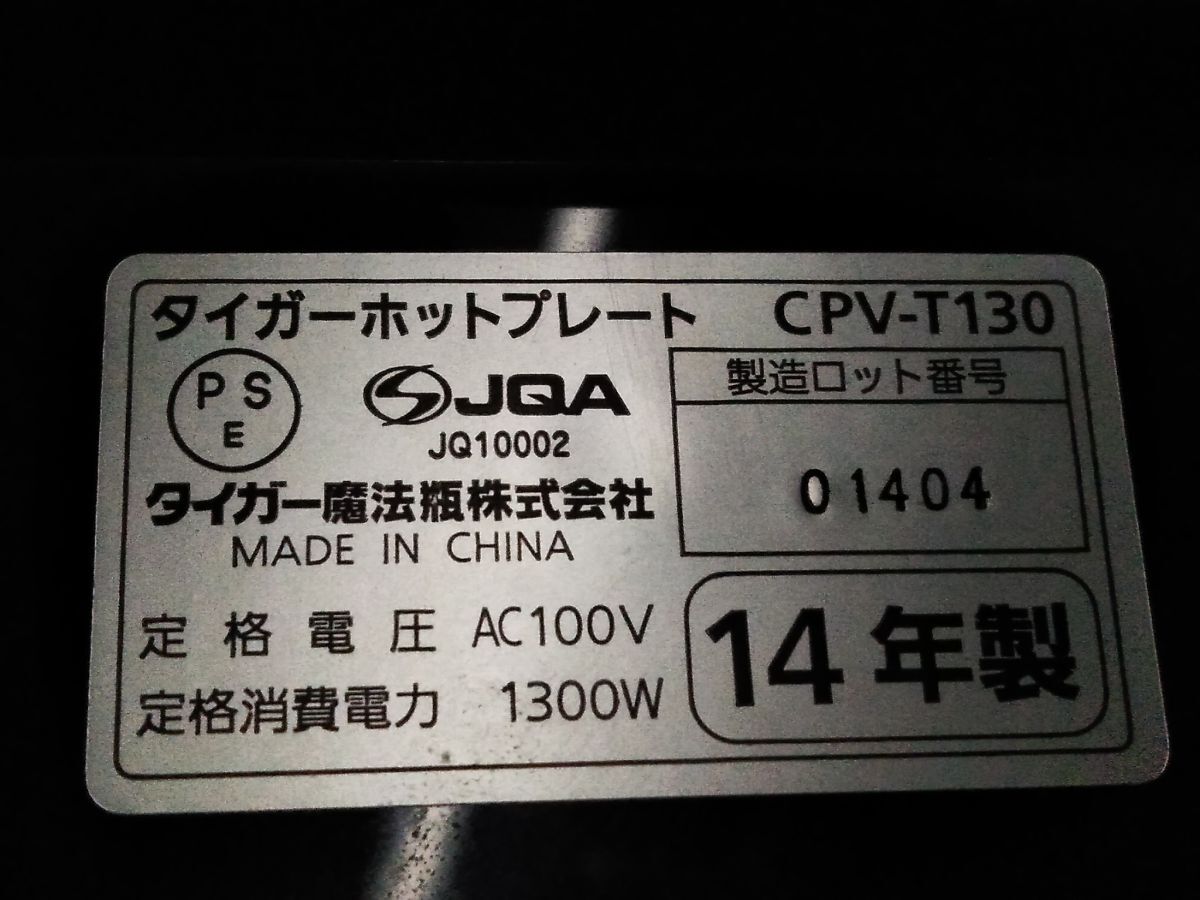 タイガーホットプレート CPV-T130
PSE
JQA
JQ10002
製造ロット番号
01404
タイガー魔法瓶株式会社
MADE IN CHINA
定格電圧 AC100V
定格消費電力 1300W
14年製